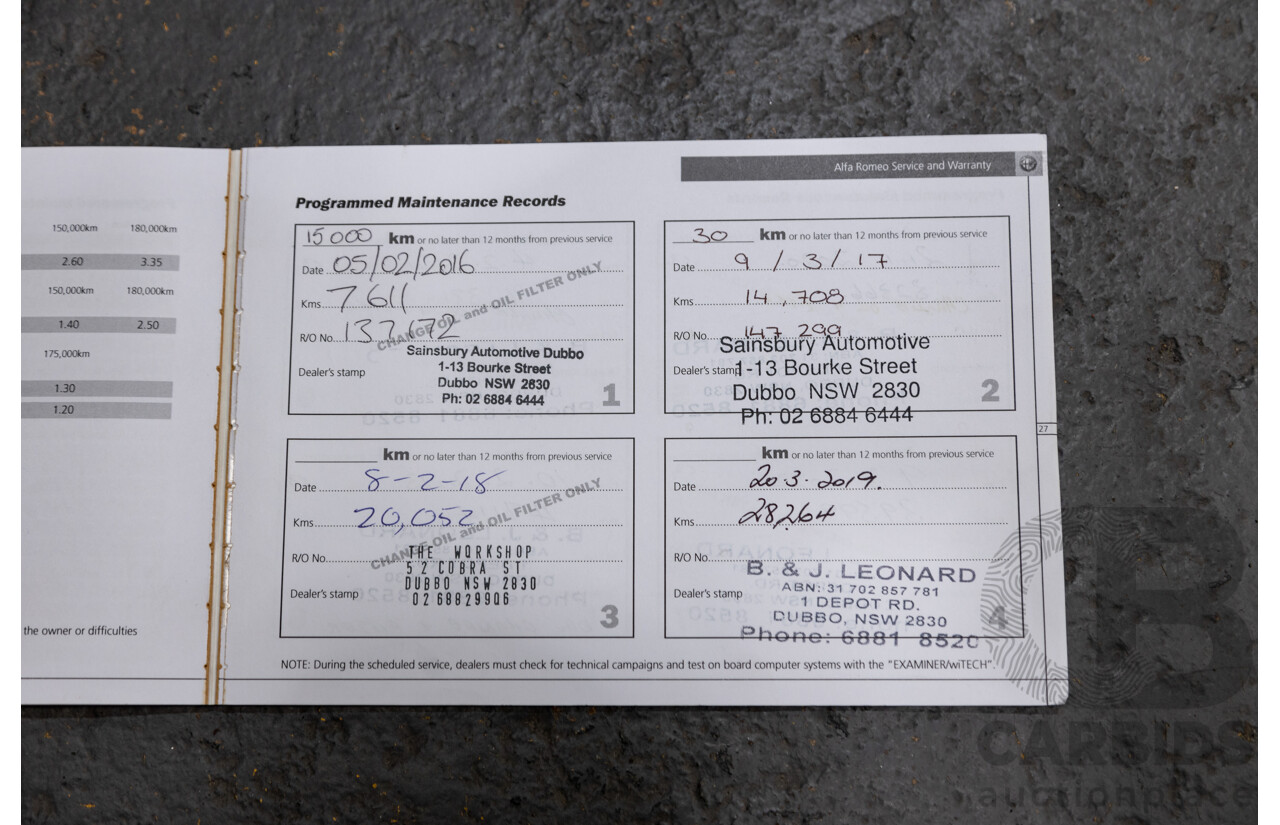 150,000km 180,000km
2.60 3.35
150,000km 180,000km
1.40 2.50
175,000km
1.30
1.20
the owner or difficulties
Alfa Romeo Service and Warranty
Programmed Maintenance Records
15000 km or no later than 12 months from previous service
Date 05/02/2016
Kms 7611
R/O No. 137172
CHANGE OIL and OIL FILTER ONLY
Dealer's stamp
Sainsbury Automotive Dubbo
1-13 Bourke Street
Dubbo NSW 2830
Ph: 02 6884 6444
1
30 km or no later than 12 months from previous service
Date 9 / 3 / 17
Kms 14,708
R/O No. 147 299
Dealer's stamp
Sainsbury Automotive
1-13 Bourke Street
Dubbo NSW 2830
Ph: 02 6884 6444
2
km or no later than 12 months from previous service
Date 8-2-18
Kms 20,052
CHANGE OIL and OIL FILTER ONLY
R/O No.
Dealer's stamp
THE WORKSHOP
52 COBRA ST
DUBBO NSW 2830
02 68829906
3
km or no later than 12 months from previous service
Date 20.3.2019.
Kms 28264
R/O No.
Dealer's stamp
B. & J. LEONARD
ABN: 31 702 857 781
1 DEPOT RD.
DUBBO, NSW 2830
Phone: 6881 8520
4
27
NOTE: During the scheduled service, dealers must check for technical campaigns and test on board computer systems with the "EXAMINER/wiTECH".
CARBIDS
auctionplace